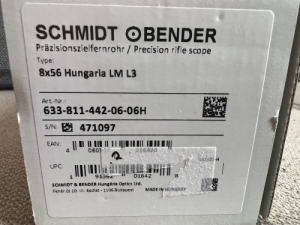 SCHMIDT BENDER
Präzisionszielfernrohr / Precision rifle scope
Type:
8x56 Hungaria LM L3
Art.-Nr.:
633-811-442-06-06H
S/N: 471097
EAN:
UPC:
SCHMIDT & BENDER Hungária Optics Ltd.
MADE IN HUNGARY